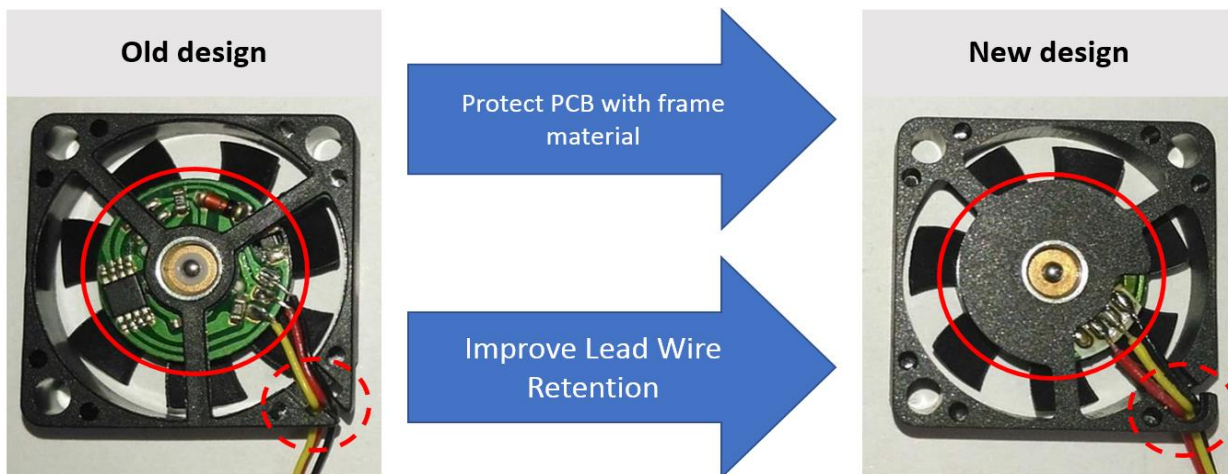 Old design
Protect PCB with frame
material
Improve Lead Wire
Retention
New design